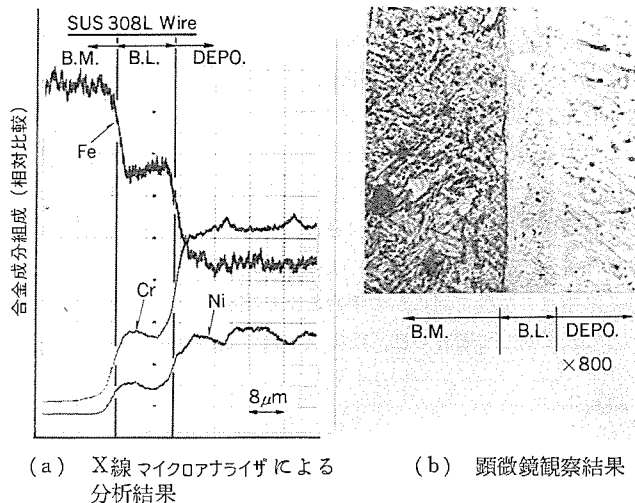 SUS 308L Wire
B.M. B.L. DEPO.
Fe
合金成分組成 (相対比較)
Cr
Ni
8μm
B.M. B.L. DEPO.
×800
(a) X線マイクロアナライザによる
分析結果
(b) 顕微鏡観察結果